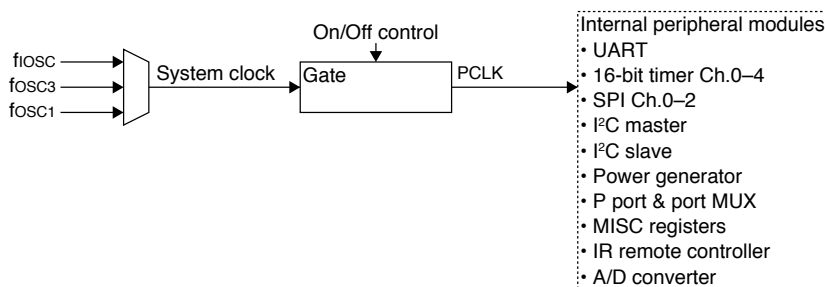 On/Off control
fIOSC
fOSC3
fOSC1
System clock
Gate
PCLK
Internal peripheral modules
• UART
• 16-bit timer Ch.0–4
• SPI Ch.0–2
• I²C master
• I²C slave
• Power generator
• P port & port MUX
• MISC registers
• IR remote controller
• A/D converter